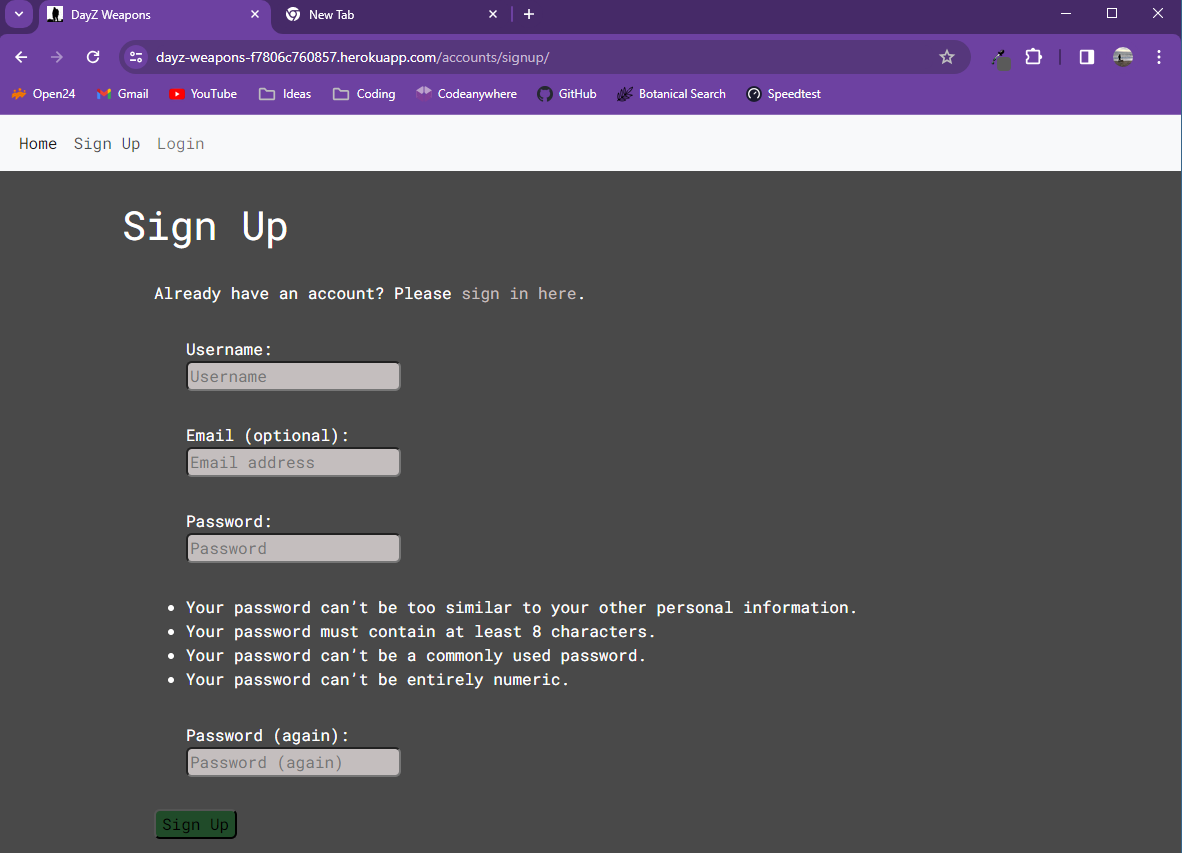 DayZ Weapons
New Tab
dayz-weapons-f7806c760857.herokuapp.com/accounts/signup/
Open24 Gmail YouTube Ideas Coding Codeanywhere GitHub Botanical Search Speedtest
Home Sign Up Login
Sign Up
Already have an account? Please sign in here.
Username:
Username
Email (optional):
Email address
Password:
Password
• Your password can’t be too similar to your other personal information.
• Your password must contain at least 8 characters.
• Your password can’t be a commonly used password.
• Your password can’t be entirely numeric.
Password (again):
Password (again)
Sign Up